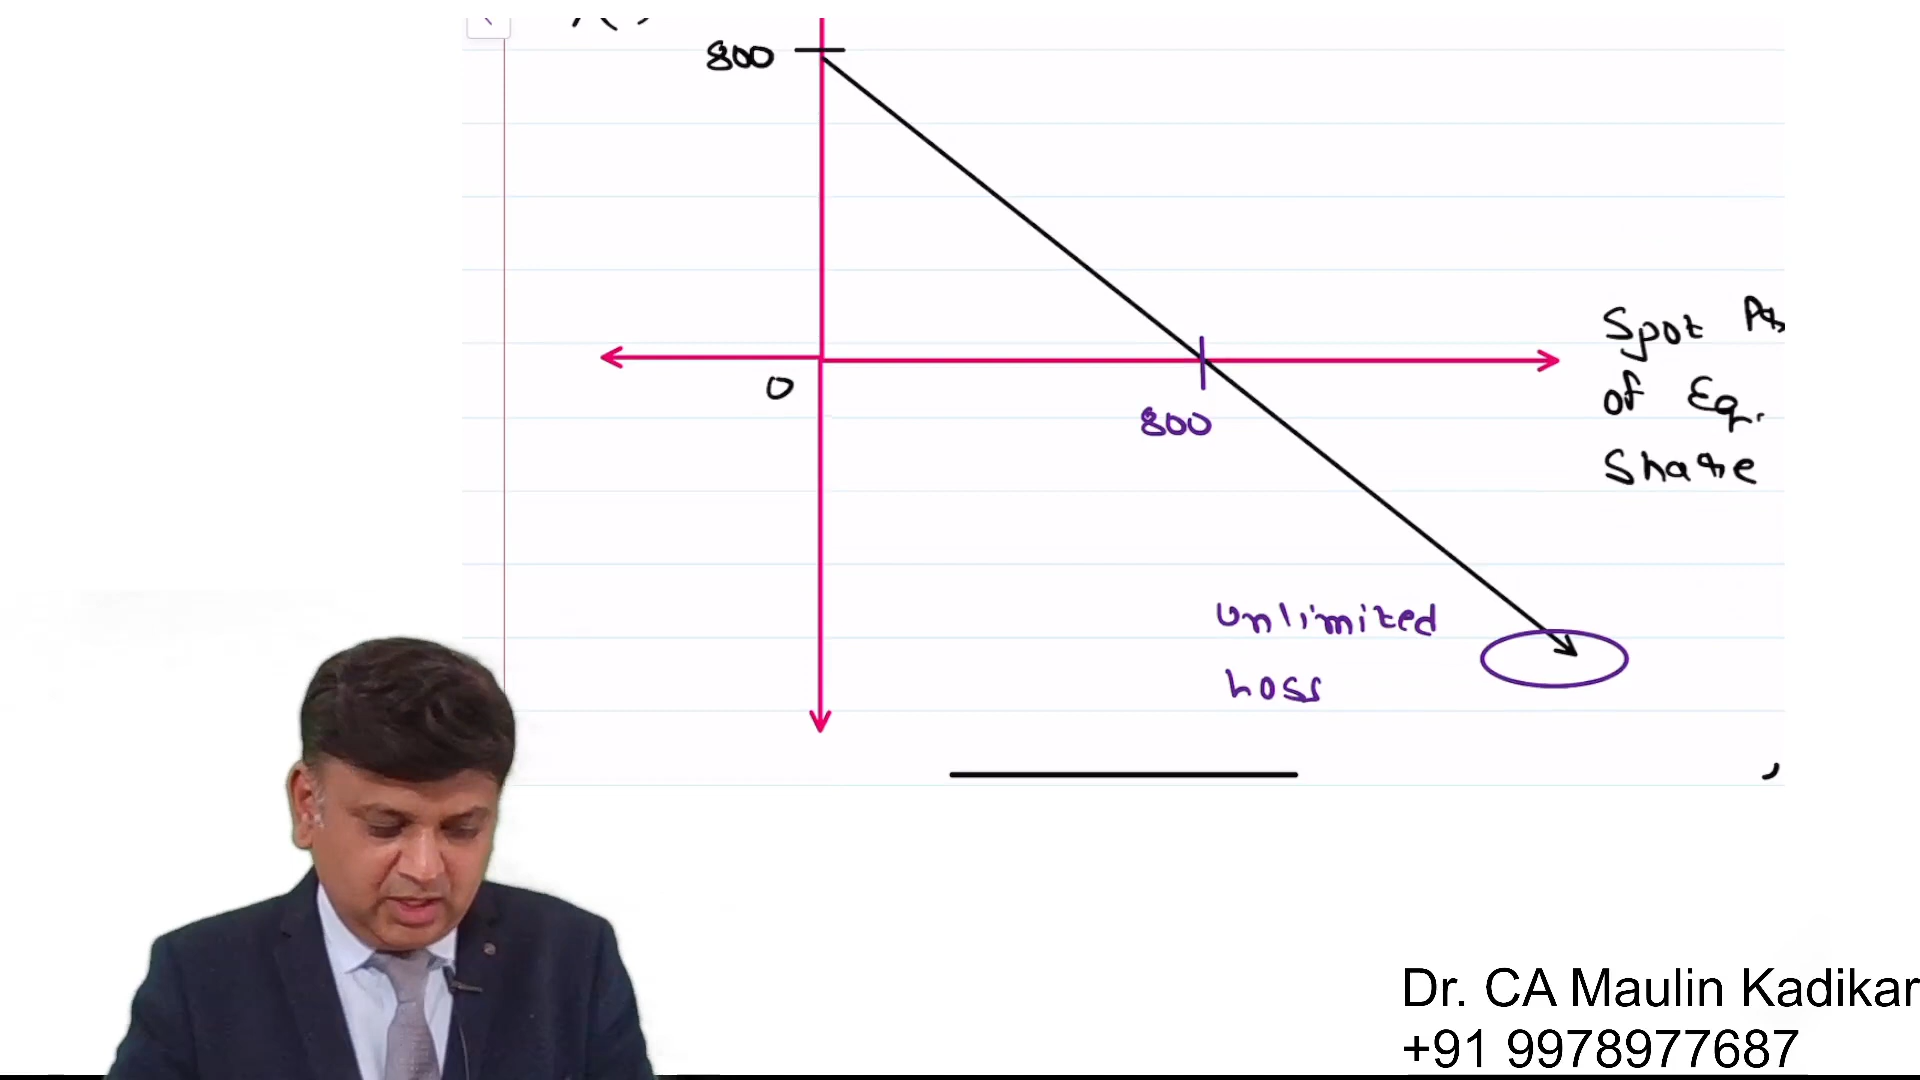 800
0
800
Spot
of Eq.
Share
Unlimited
Loss
Dr. CA Maulin Kadikar
+91 9978977687